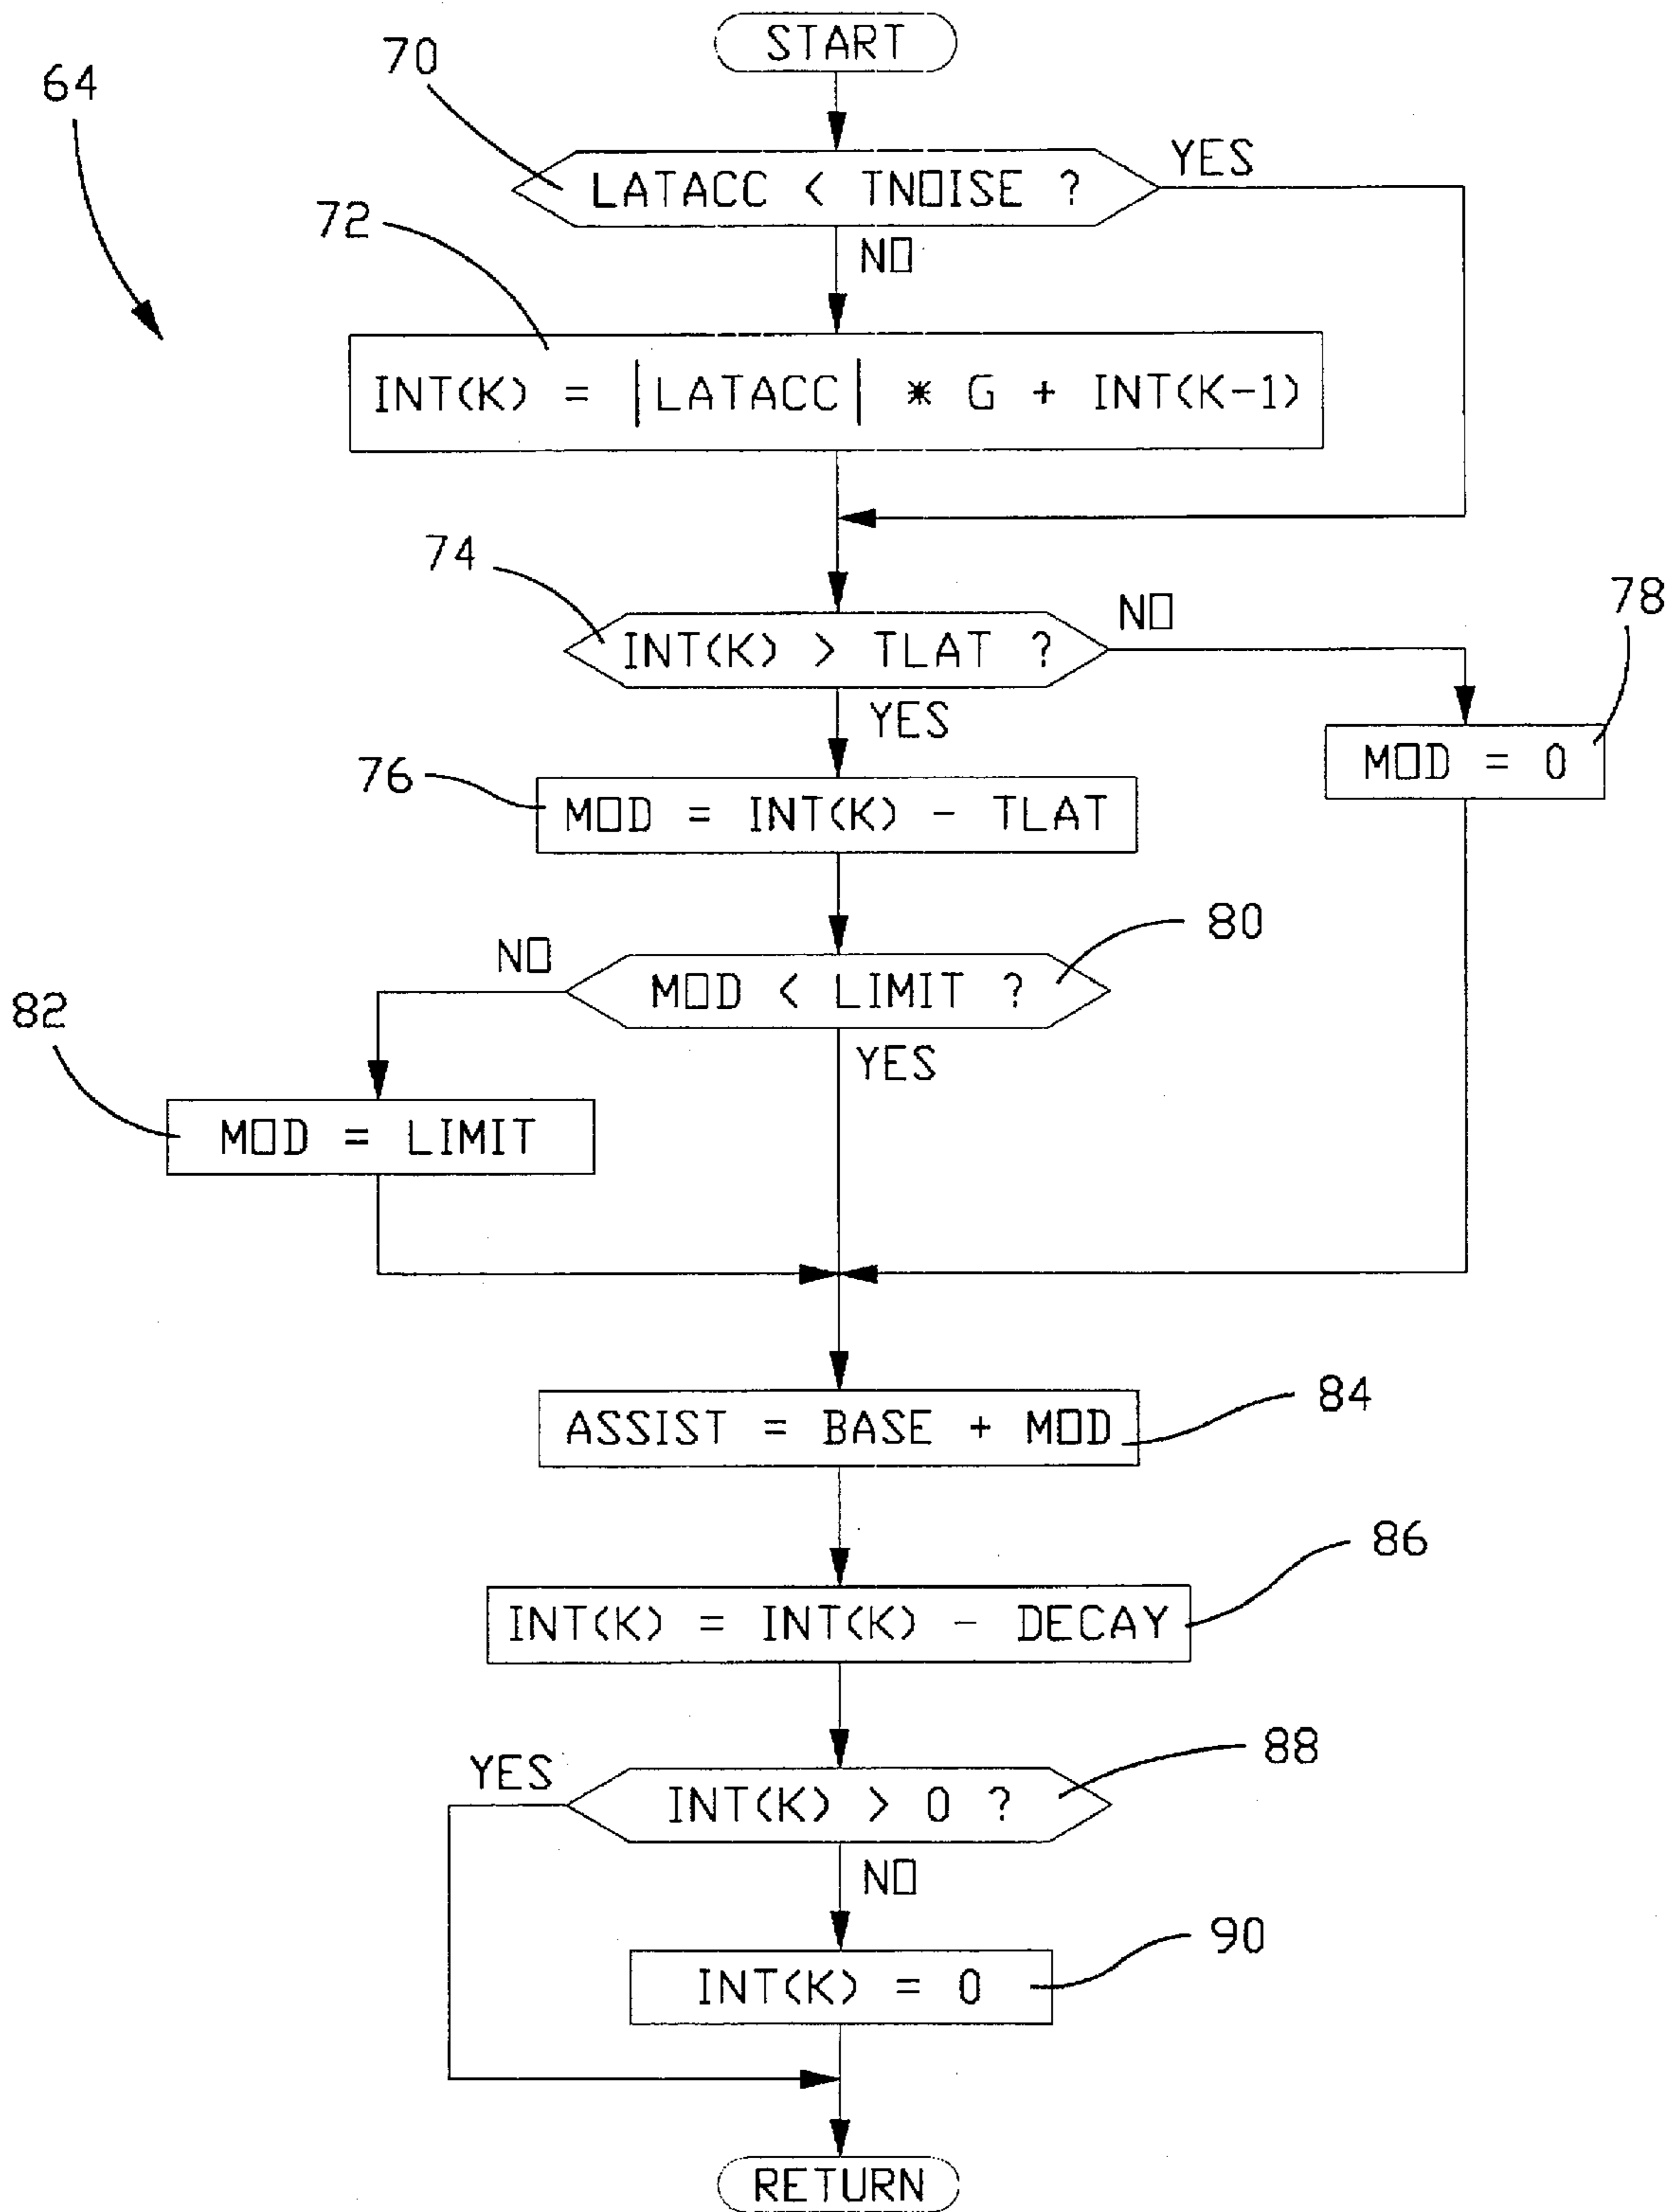 START
70
64
LATACC < TNOISE ?
YES
NO
72
INT(K) = |LATACC| * G + INT(K-1)
74
INT(K) > TLAT ?
NO
78
YES
MOD = 0
76
MOD = INT(K) - TLAT
80
NO
MOD < LIMIT ?
82
YES
MOD = LIMIT
ASSIST = BASE + MOD
84
86
INT(K) = INT(K) - DECAY
88
YES
INT(K) > 0 ?
NO
90
INT(K) = 0
RETURN